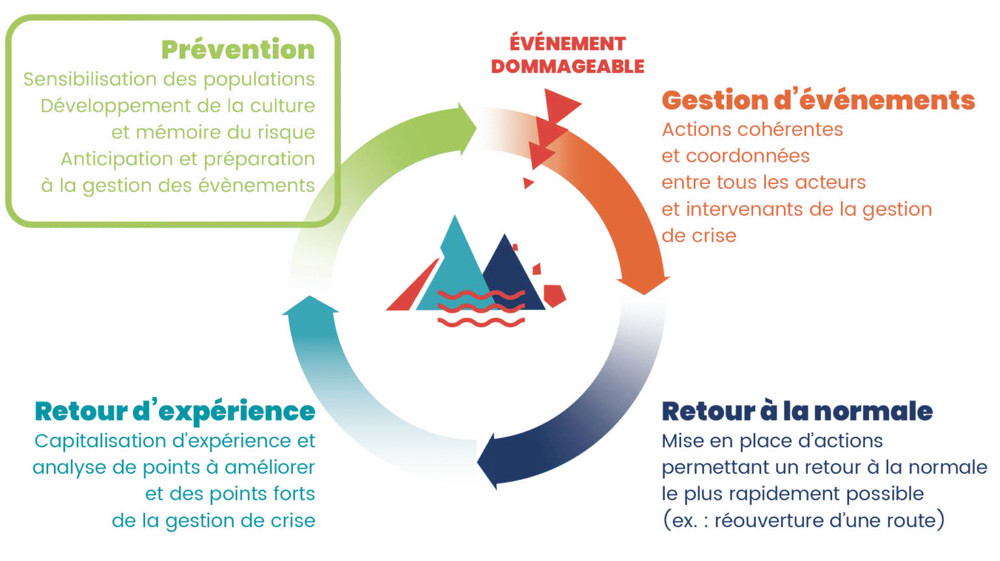 Prévention
Sensibilisation des populations
Développement de la culture
et mémoire du risque
Anticipation et préparation
à la gestion des évènements
ÉVÉNEMENT
DOMMAGEABLE
Gestion d’événements
Actions cohérentes
et coordonnées
entre tous les acteurs
et intervenants de la gestion
de crise
Retour d’expérience
Capitalisation d’expérience et
analyse de points à améliorer
et des points forts
de la gestion de crise
Retour à la normale
Mise en place d’actions
permettant un retour à la normale
le plus rapidement possible
(ex. : réouverture d’une route)